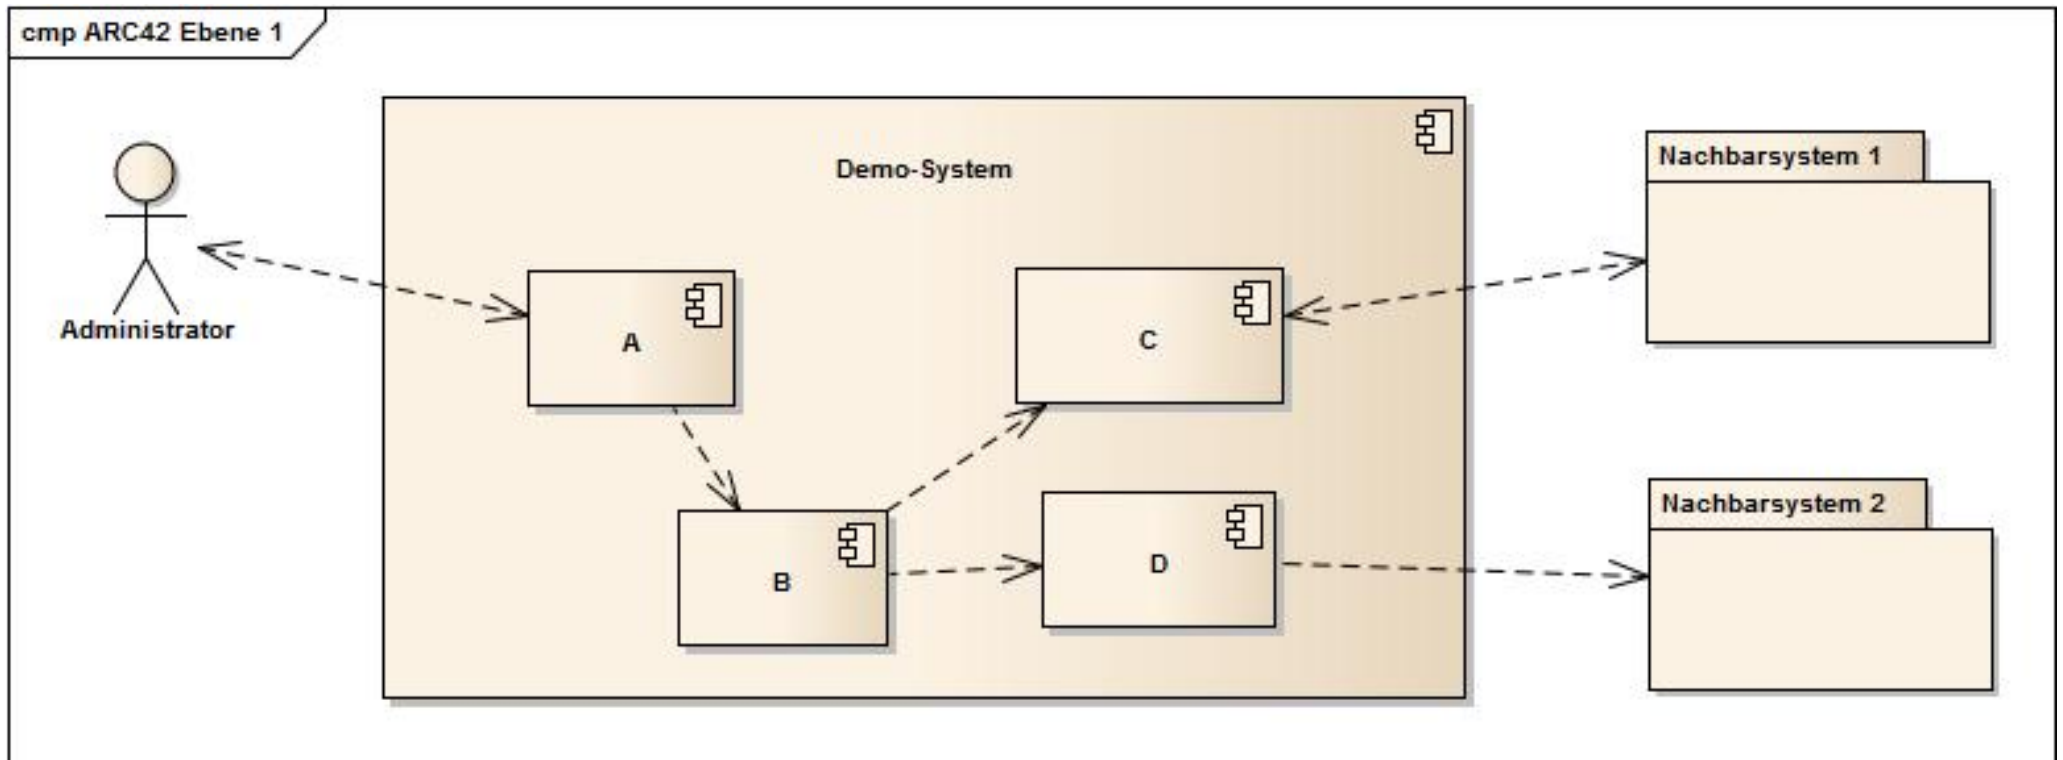 cmp ARC42 Ebene 1
Demo-System
Nachbarsystem 1
Administrator
A
C
Nachbarsystem 2
B
D